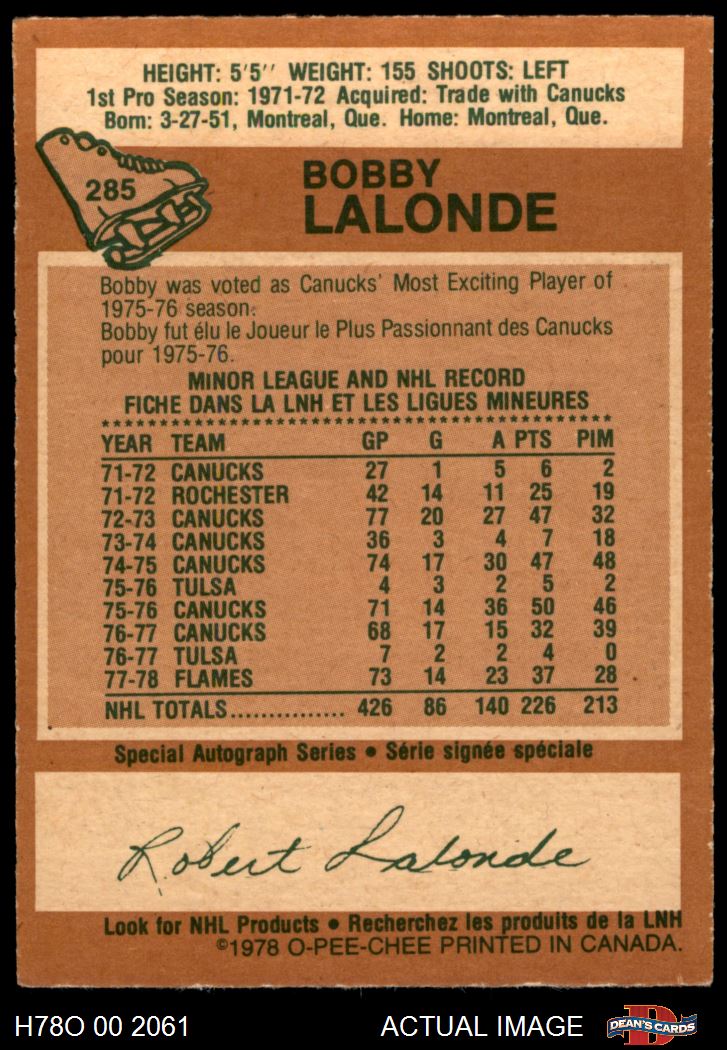 HEIGHT: 5'5'' WEIGHT: 155 SHOOTS: LEFT
1st Pro Season: 1971-72 Acquired: Trade with Canucks
Born: 3-27-51, Montreal, Que. Home: Montreal, Que.
285
BOBBY
LALONDE
Bobby was voted as Canucks' Most Exciting Player of
1975-76 season.
Bobby fut élu le Joueur le Plus Passionnant des Canucks
pour 1975-76.
MINOR LEAGUE AND NHL RECORD
FICHE DANS LA LNH ET LES LIGUES MINEURES
YEAR TEAM GP G A PTS PIM
71-72 CANUCKS 27 1 5 6 2
71-72 ROCHESTER 42 14 11 25 19
72-73 CANUCKS 77 20 27 47 32
73-74 CANUCKS 36 3 4 7 18
74-75 CANUCKS 74 17 30 47 48
75-76 TULSA 4 3 2 5 2
75-76 CANUCKS 71 14 36 50 46
76-77 CANUCKS 68 17 15 32 39
76-77 TULSA 7 2 2 4 0
77-78 FLAMES 73 14 23 37 28
NHL TOTALS............... 426 86 140 226 213
Special Autograph Series • Série signée spéciale
Robert Lalonde
Look for NHL Products • Recherchez les produits de la LNH
©1978 O-PEE-CHEE PRINTED IN CANADA.
H78O 00 2061 ACTUAL IMAGE D DEAN'S CARDS